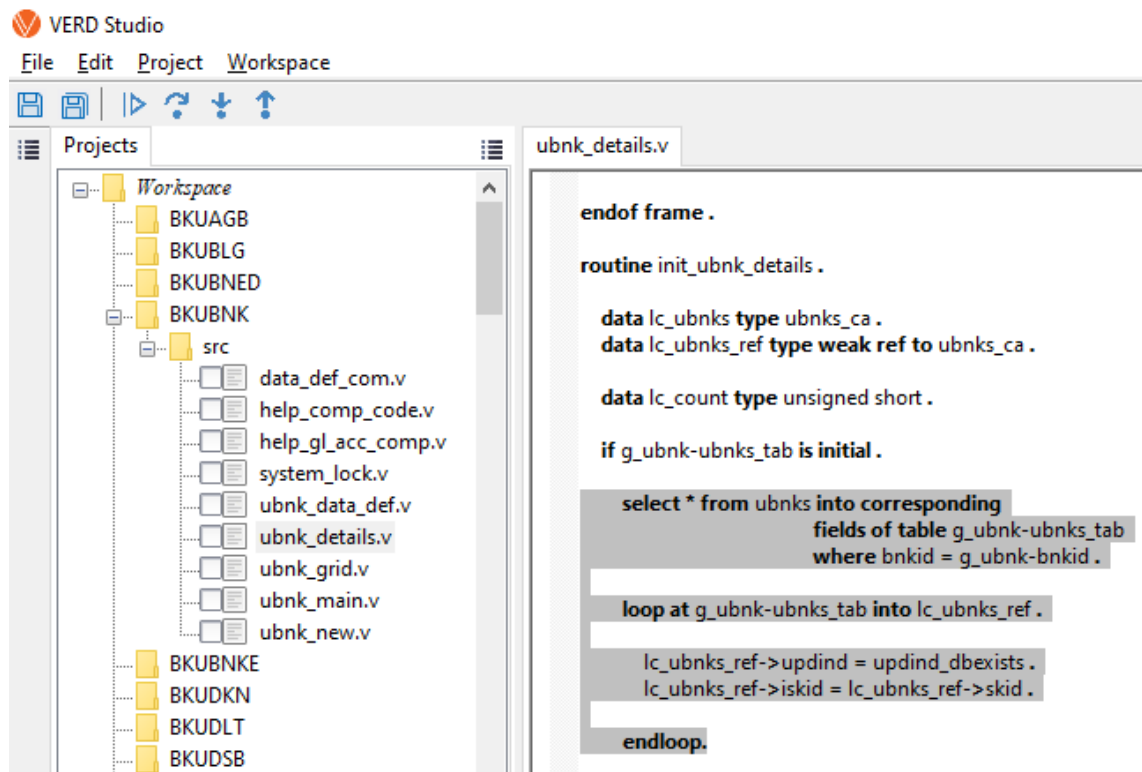 VERD Studio
File Edit Project Workspace
Projects
Workspace
BKUAGB
BKUBLG
BKUBNED
BKUBNK
src
data_def_com.v
help_comp_code.v
help_gl_acc_comp.v
system_lock.v
ubnk_data_def.v
ubnk_details.v
ubnk_grid.v
ubnk_main.v
ubnk_new.v
BKUBNKE
BKUDKN
BKUDLT
BKUDSB
ubnk_details.v
endof frame .
routine init_ubnk_details .
data lc_ubnks type ubnks_ca .
data lc_ubnks_ref type weak ref to ubnks_ca .
data lc_count type unsigned short .
if g_ubnk-ubnks_tab is initial .
select * from ubnks into corresponding
fields of table g_ubnk-ubnks_tab
where bnkid = g_ubnk-bnkid .
loop at g_ubnk-ubnks_tab into lc_ubnks_ref .
lc_ubnks_ref->updind = updind_dbexists .
lc_ubnks_ref->iskid = lc_ubnks_ref->skid .
endloop.